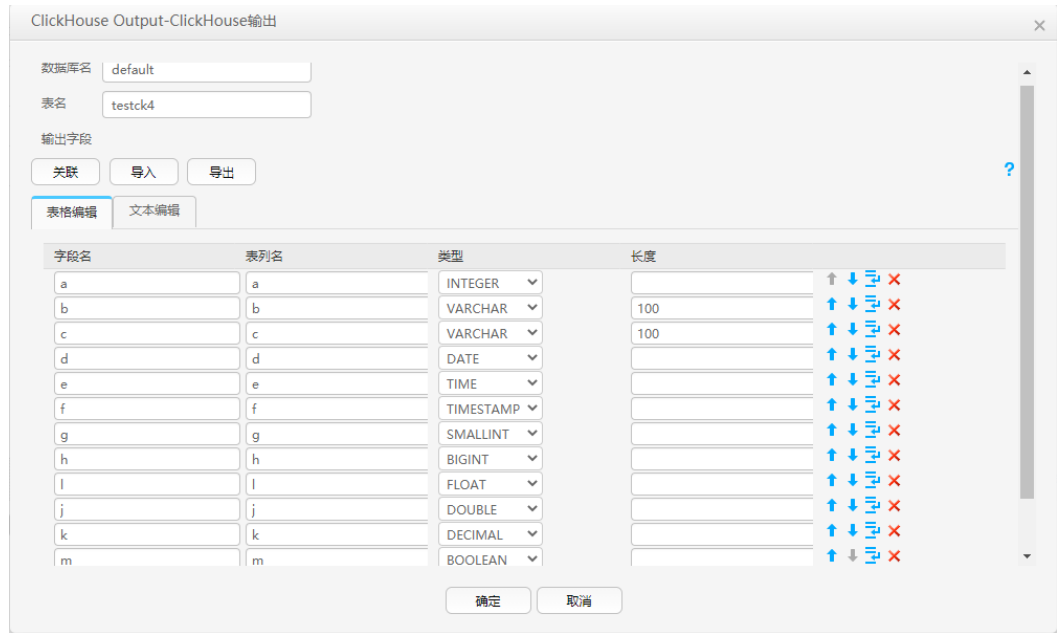 ClickHouse Output-ClickHouse输出
数据库名 default
表名 testck4
输出字段
关联 导入 导出
?
表格编辑 文本编辑
字段名 表列名 类型 长度
a a INTEGER
b b VARCHAR 100
c c VARCHAR 100
d d DATE
e e TIME
f f TIMESTAMP
g g SMALLINT
h h BIGINT
l l FLOAT
j j DOUBLE
k k DECIMAL
m m BOOLEAN
确定 取消